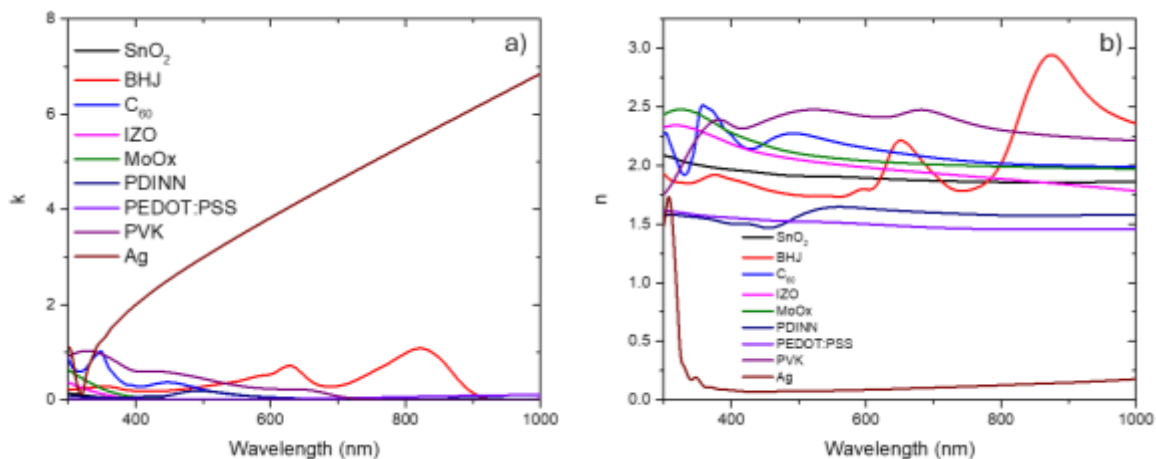 a)
8
6
4
2
0
k
SnO₂
BHJ
C₆₀
IZO
MoOx
PDINN
PEDOT:PSS
PVK
Ag
400
600
800
1000
Wavelength (nm)
b)
3.0
2.5
2.0
1.5
1.0
0.5
0.0
n
SnO₂
BHJ
C₆₀
IZO
MoOx
PDINN
PEDOT:PSS
PVK
Ag
400
600
800
1000
Wavelength (nm)